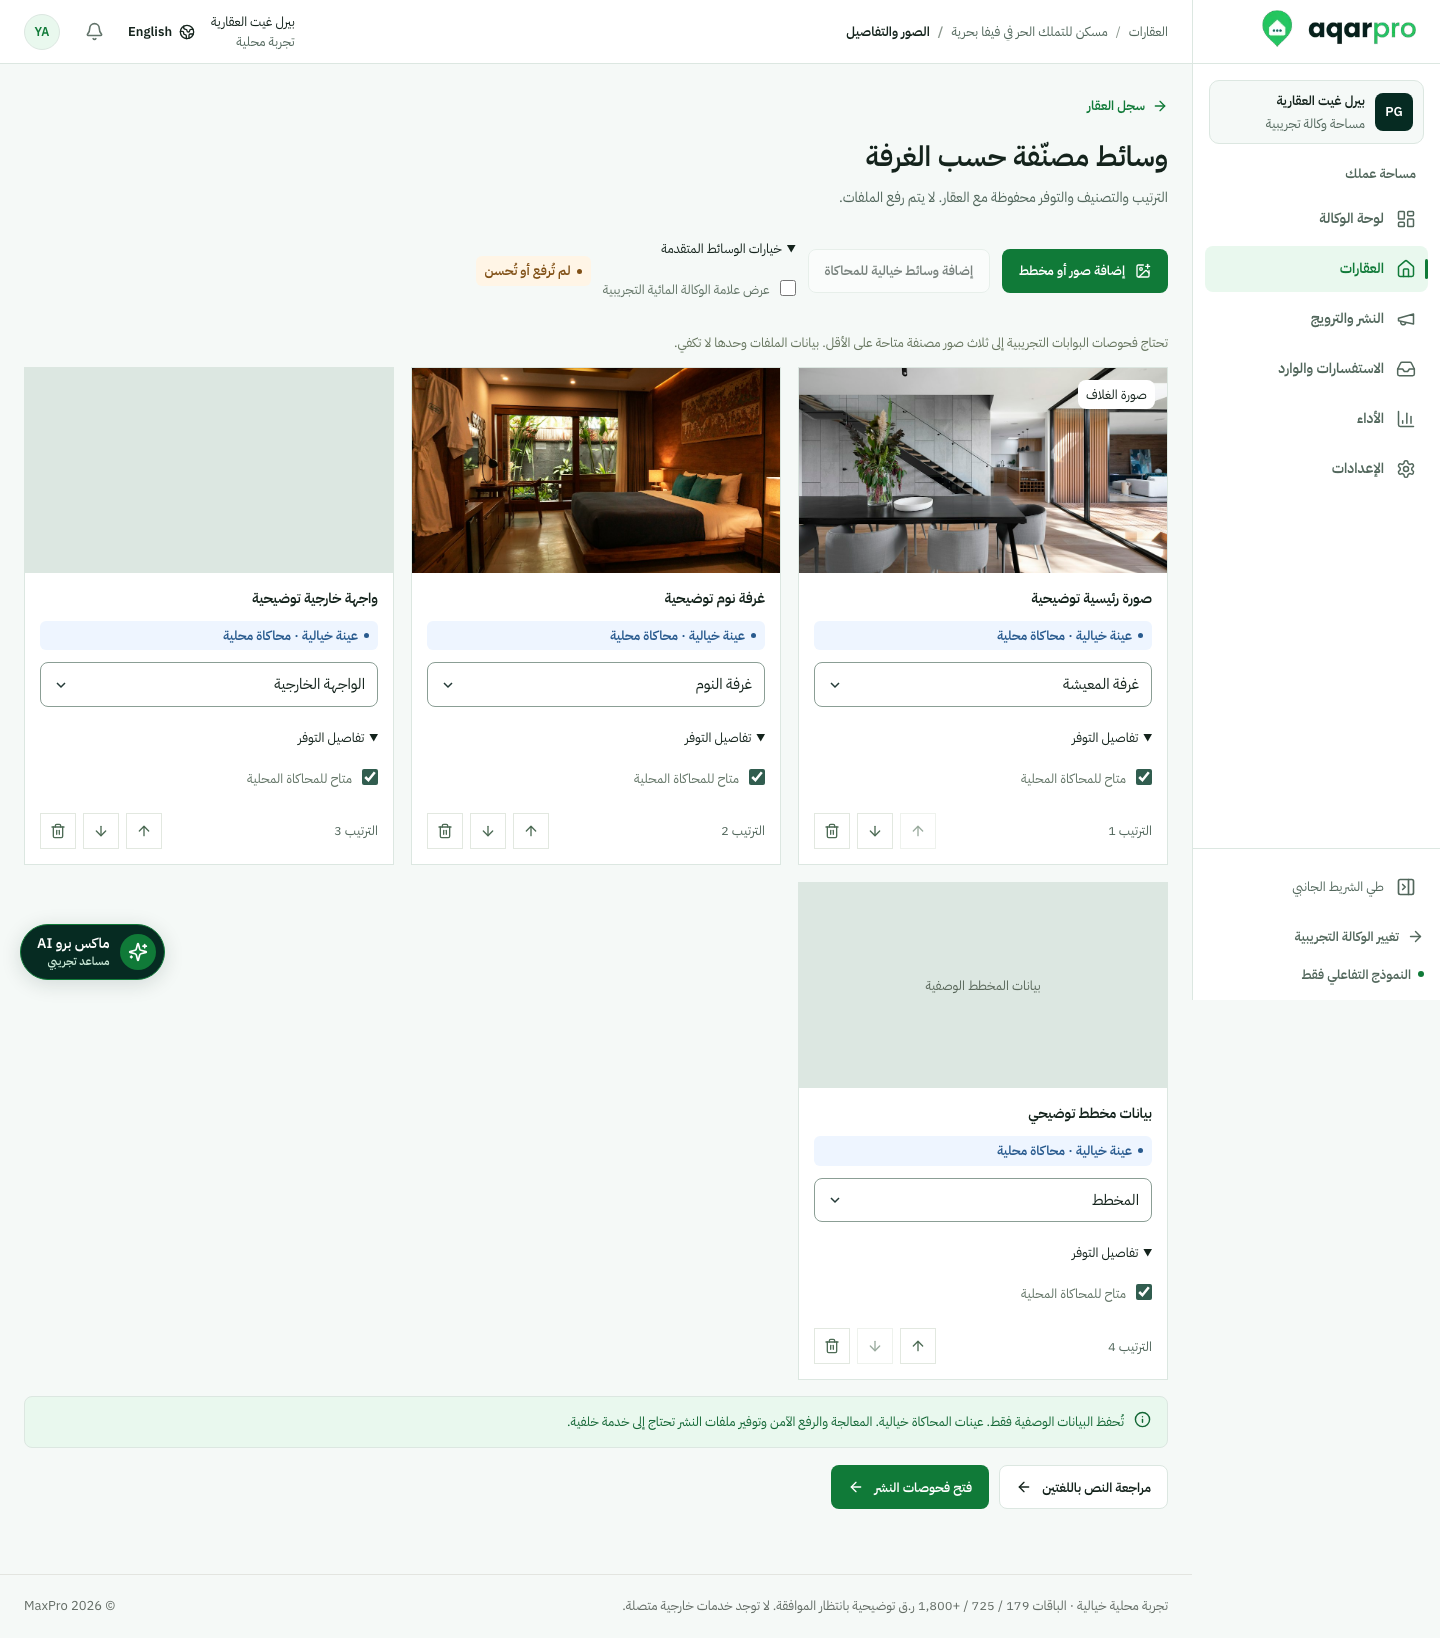 aqarpro
العقارات / مسكن للتملك الحر في فيفا بحرية / الصور والتفاصيل
بيرل غيت العقارية
تجربة محلية
English
YA
PG
بيرل غيت العقارية
مساحة وكالة تجريبية
مساحة عملك
لوحة الوكالة
العقارات
النشر والترويج
الاستفسارات والوارد
الأداء
الإعدادات
طي الشريط الجانبي
تغيير الوكالة التجريبية
النموذج التفاعلي فقط
سجل العقار
وسائط مصنّفة حسب الغرفة
الترتيب والتصنيف والتوفر محفوظة مع العقار. لا يتم رفع الملفات.
إضافة صور أو مخطط
إضافة وسائط خيالية للمحاكاة
خيارات الوسائط المتقدمة
عرض علامة الوكالة المائية التجريبية
لم تُرفع أو تُحسن
تحتاج فحوصات البوابات التجريبية إلى ثلاث صور مصنفة متاحة على الأقل. بيانات الملفات وحدها لا تكفي.
صورة الغلاف
صورة رئيسية توضيحية
عينة خيالية · محاكاة محلية
غرفة المعيشة
تفاصيل التوفر
متاح للمحاكاة المحلية
الترتيب 1
غرفة نوم توضيحية
عينة خيالية · محاكاة محلية
غرفة النوم
تفاصيل التوفر
متاح للمحاكاة المحلية
الترتيب 2
واجهة خارجية توضيحية
عينة خيالية · محاكاة محلية
الواجهة الخارجية
تفاصيل التوفر
متاح للمحاكاة المحلية
الترتيب 3
بيانات المخطط الوصفية
بيانات مخطط توضيحي
عينة خيالية · محاكاة محلية
المخطط
تفاصيل التوفر
متاح للمحاكاة المحلية
الترتيب 4
ماكس برو AI
مساعد تجريبي
تُحفظ البيانات الوصفية فقط. عينات المحاكاة خيالية. المعالجة والرفع الآمن وتوفير ملفات النشر تحتاج إلى خدمة خلفية.
مراجعة النص باللغتين
فتح فحوصات النشر
تجربة محلية خيالية · الباقات 179 / 725 / +1,800 ر.ق توضيحية بانتظار الموافقة. لا توجد خدمات خارجية متصلة.
© 2026 MaxPro